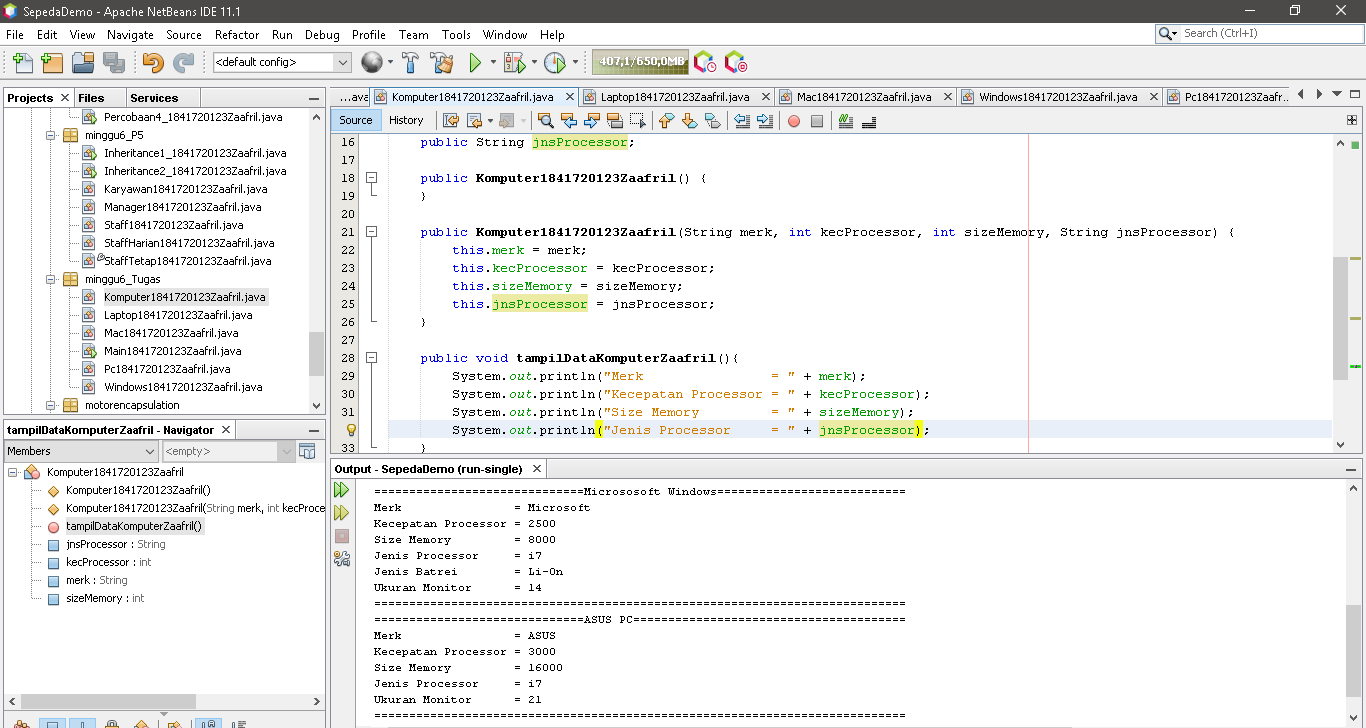 SepedaDemo - Apache NetBeans IDE 11.1
File Edit View Navigate Source Refactor Run Debug Profile Team Tools Window Help
Search (Ctrl+I)
<default config>
407,1/650,0MB
Projects Files Services
Percobaan4_1841720123Zaafril.java
minggu6_P5
Inheritance1_1841720123Zaafril.java
Inheritance2_1841720123Zaafril.java
Karyawan1841720123Zaafril.java
Manager1841720123Zaafril.java
Staff1841720123Zaafril.java
StaffHarian1841720123Zaafril.java
StaffTetap1841720123Zaafril.java
minggu6_Tugas
Komputer1841720123Zaafril.java
Laptop1841720123Zaafril.java
Mac1841720123Zaafril.java
Main1841720123Zaafril.java
Pc1841720123Zaafril.java
Windows1841720123Zaafril.java
motorencapsulation
tampilDataKomputerZaafril - Navigator
Members <empty>
Komputer1841720123Zaafril
Komputer1841720123Zaafril()
Komputer1841720123Zaafril(String merk, int kecProce
tampilDataKomputerZaafril()
jnsProcessor : String
kecProcessor : int
merk : String
sizeMemory : int
...ava Komputer1841720123Zaafril.java Laptop1841720123Zaafril.java Mac1841720123Zaafril.java Windows1841720123Zaafril.java Pc1841720123Zaafr...
Source History
16 public String jnsProcessor;
17
18 public Komputer1841720123Zaafril() {
19 }
20
21 public Komputer1841720123Zaafril(String merk, int kecProcessor, int sizeMemory, String jnsProcessor) {
22 this.merk = merk;
23 this.kecProcessor = kecProcessor;
24 this.sizeMemory = sizeMemory;
25 this.jnsProcessor = jnsProcessor;
26 }
27
28 public void tampilDataKomputerZaafril(){
29 System.out.println("Merk                = " + merk);
30 System.out.println("Kecepatan Processor = " + kecProcessor);
31 System.out.println("Size Memory         = " + sizeMemory);
System.out.println("Jenis Processor     = " + jnsProcessor);
33 }
Output - SepedaDemo (run-single)
==============================Micrososoft Windows===========================
Merk                = Microsoft
Kecepatan Processor = 2500
Size Memory         = 8000
Jenis Processor     = i7
Jenis Batrei        = Li-On
Ukuran Monitor      = 14
============================================================================
==============================ASUS PC=======================================
Merk                = ASUS
Kecepatan Processor = 3000
Size Memory         = 16000
Jenis Processor     = i7
Ukuran Monitor      = 21
============================================================================